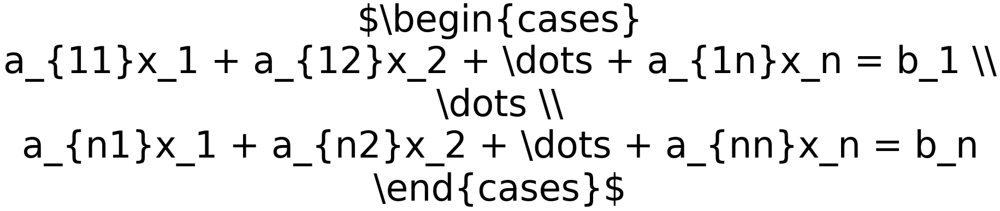 $\begin{cases}
a_{11}x_1 + a_{12}x_2 + \dots + a_{1n}x_n = b_1 \\
\dots \\
a_{n1}x_1 + a_{n2}x_2 + \dots + a_{nn}x_n = b_n
\end{cases}$